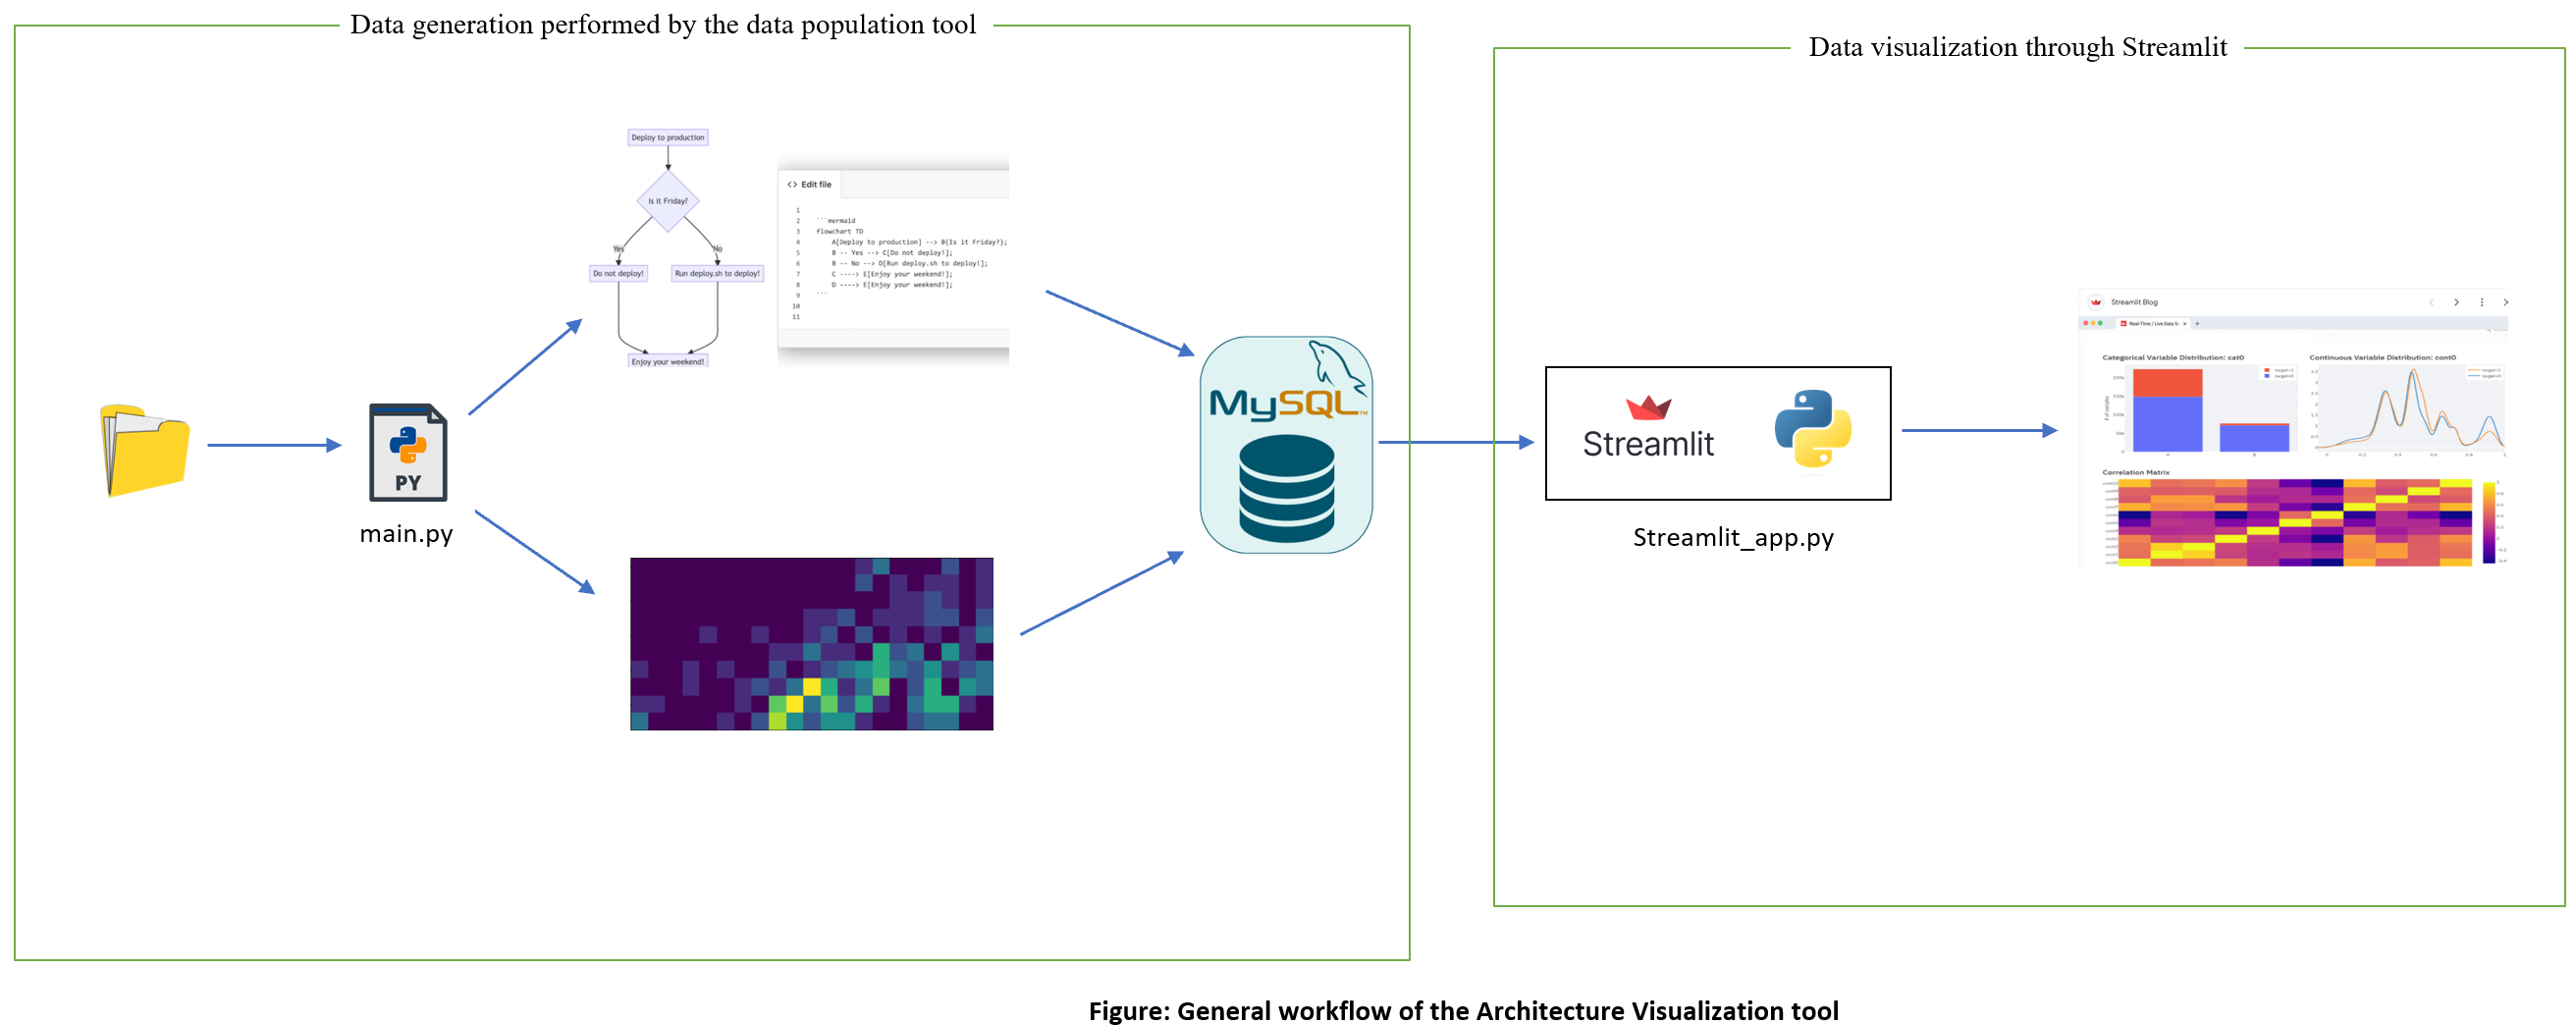 Data generation performed by the data population tool
Data visualization through Streamlit
Deploy to production
Is it Friday?
Yes
No
Do not deploy!
Run deploy.sh to deploy!
Enjoy your weekend!
<> Edit file
1
2 ```mermaid
3 flowchart TD
4 A[Deploy to production] --> B{Is it Friday?};
5 B -- Yes --> C[Do not deploy!];
6 B -- No --> D[Run deploy.sh to deploy!];
7 C ----> E[Enjoy your weekend!];
8 D ----> E[Enjoy your weekend!];
9 ```
10
11
PY
main.py
MySQL™
Streamlit
Streamlit_app.py
Streamlit Blog
Real-Time / Live Data S
Categorical Variable Distribution: cat0
Continuous Variable Distribution: cont0
Correlation Matrix
Figure: General workflow of the Architecture Visualization tool